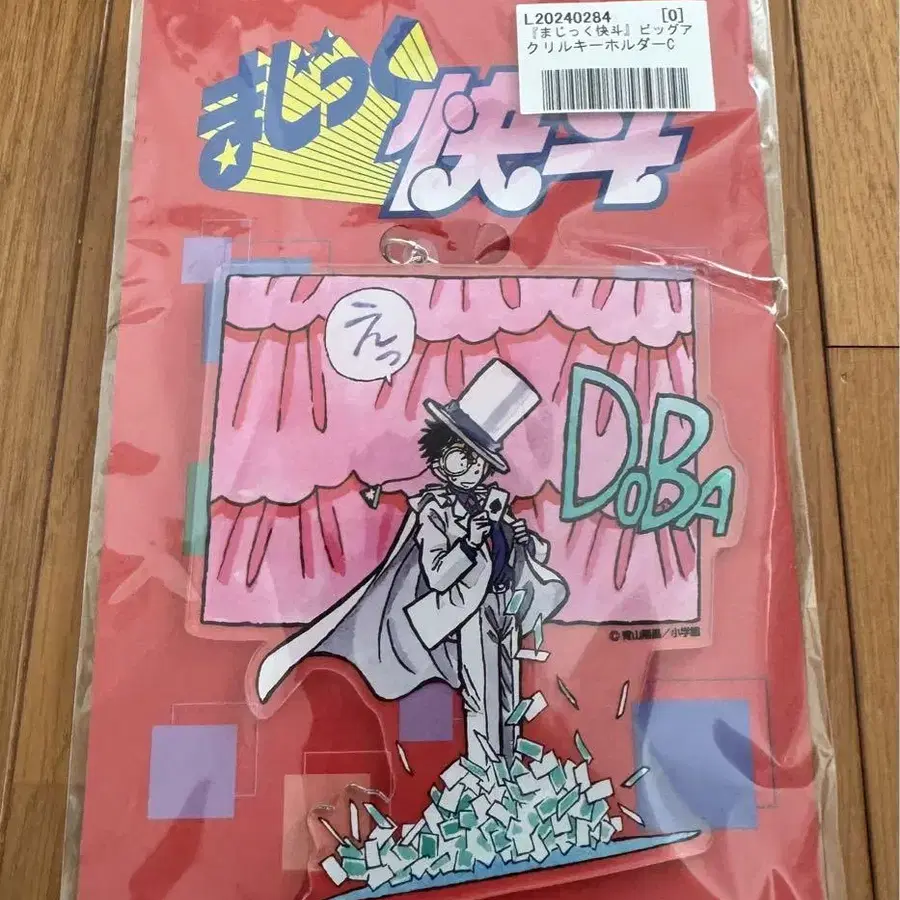 L20240284 [0]
『まじっく快斗』ビッグア
クリルキーホルダーC
まじっく
快斗
えっ
DOBA
© 青山剛昌/小学館